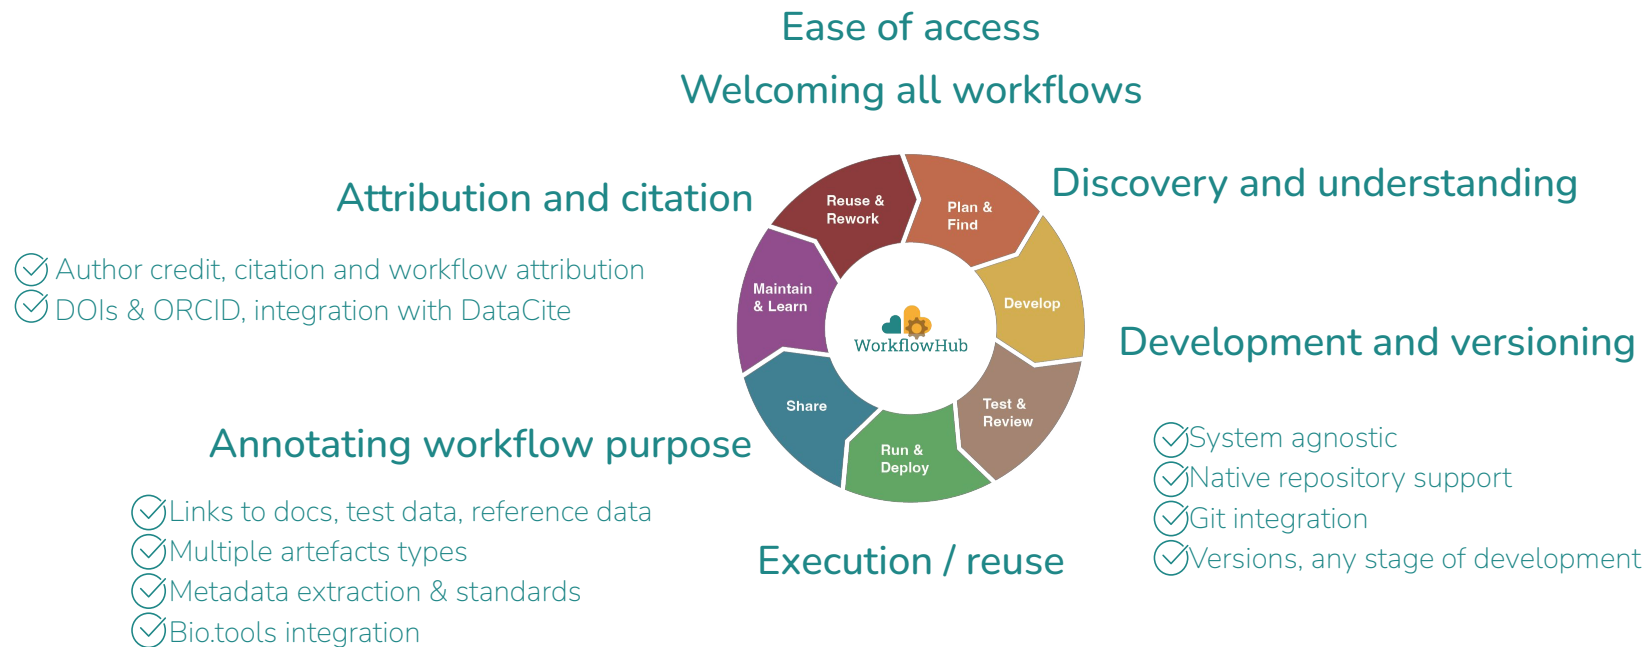 Ease of access
Welcoming all workflows
Attribution and citation
Author credit, citation and workflow attribution
DOIs & ORCID, integration with DataCite
Annotating workflow purpose
Links to docs, test data, reference data
Multiple artefacts types
Metadata extraction & standards
Bio.tools integration
Reuse &
Rework
Plan &
Find
Maintain
& Learn
Develop
WorkflowHub
Share
Test &
Review
Run &
Deploy
Execution / reuse
Discovery and understanding
Development and versioning
System agnostic
Native repository support
Git integration
Versions, any stage of development